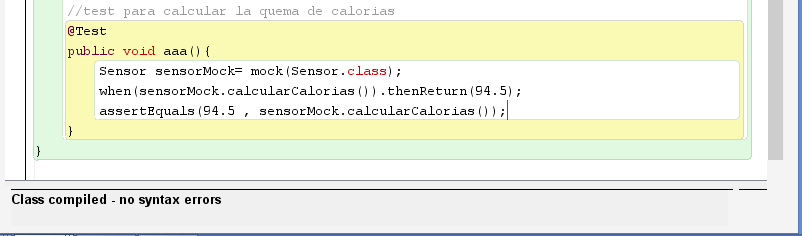 //test para calcular la quema de calorias
@Test
public void aaa(){
Sensor sensorMock= mock(Sensor.class);
when(sensorMock.calcularCalorias()).thenReturn(94.5);
assertEquals(94.5 , sensorMock.calcularCalorias());
}
}
Class compiled - no syntax errors